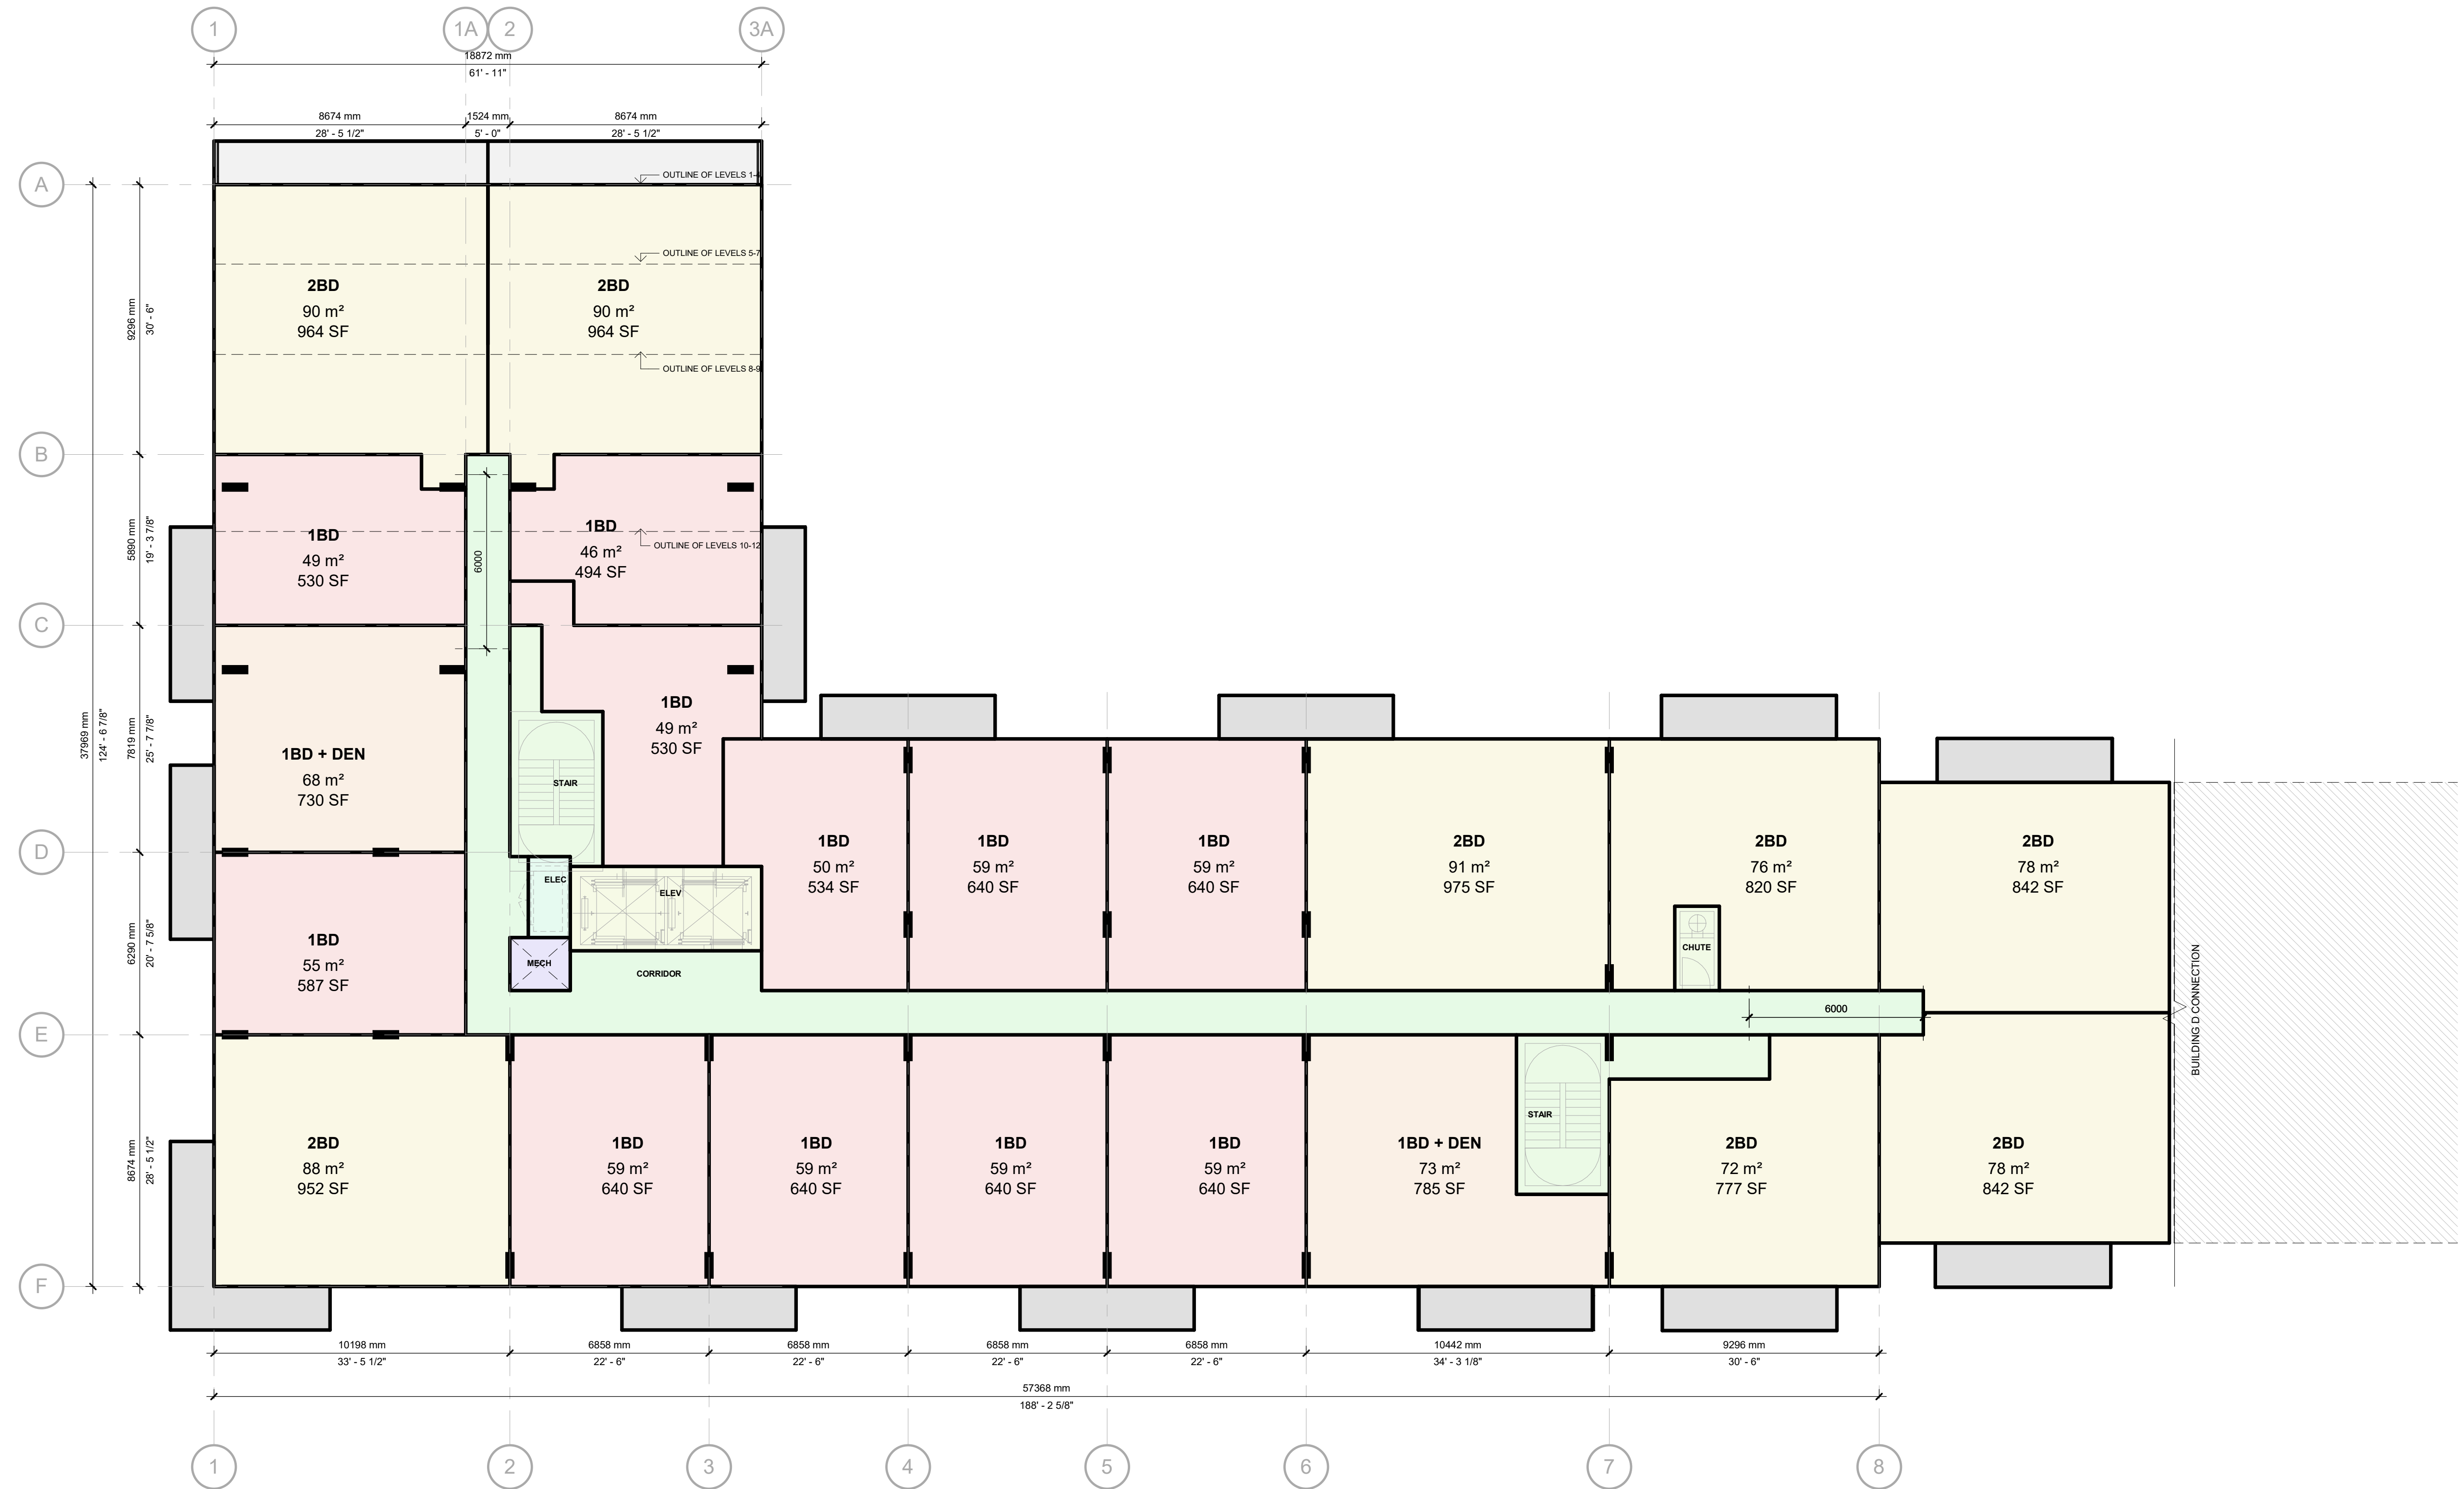 1
1A
2
3A
18872 mm
61' - 11"
8674 mm
1524 mm
8674 mm
28' - 5 1/2"
5' - 0"
28' - 5 1/2"
A
B
C
D
E
F
37969 mm
124' - 6 7/8"
9296 mm
30' - 6"
5890 mm
19' - 3 7/8"
7819 mm
25' - 7 7/8"
6290 mm
20' - 7 5/8"
8674 mm
28' - 5 1/2"
OUTLINE OF LEVELS 1-4
OUTLINE OF LEVELS 5-7
2BD
90 m²
964 SF
2BD
90 m²
964 SF
OUTLINE OF LEVELS 8-9
1BD
49 m²
530 SF
6000
1BD
46 m²
494 SF
OUTLINE OF LEVELS 10-12
1BD + DEN
68 m²
730 SF
STAIR
1BD
49 m²
530 SF
1BD
50 m²
534 SF
1BD
59 m²
640 SF
1BD
59 m²
640 SF
2BD
91 m²
975 SF
2BD
76 m²
820 SF
2BD
78 m²
842 SF
ELEC
ELEV
1BD
55 m²
587 SF
MECH
CORRIDOR
CHUTE
6000
BUILDING D CONNECTION
2BD
88 m²
952 SF
1BD
59 m²
640 SF
1BD
59 m²
640 SF
1BD
59 m²
640 SF
1BD
59 m²
640 SF
1BD + DEN
73 m²
785 SF
STAIR
2BD
72 m²
777 SF
2BD
78 m²
842 SF
10198 mm
6858 mm
6858 mm
6858 mm
6858 mm
10442 mm
9296 mm
33' - 5 1/2"
22' - 6"
22' - 6"
22' - 6"
22' - 6"
34' - 3 1/8"
30' - 6"
57368 mm
188' - 2 5/8"
1
2
3
4
5
6
7
8